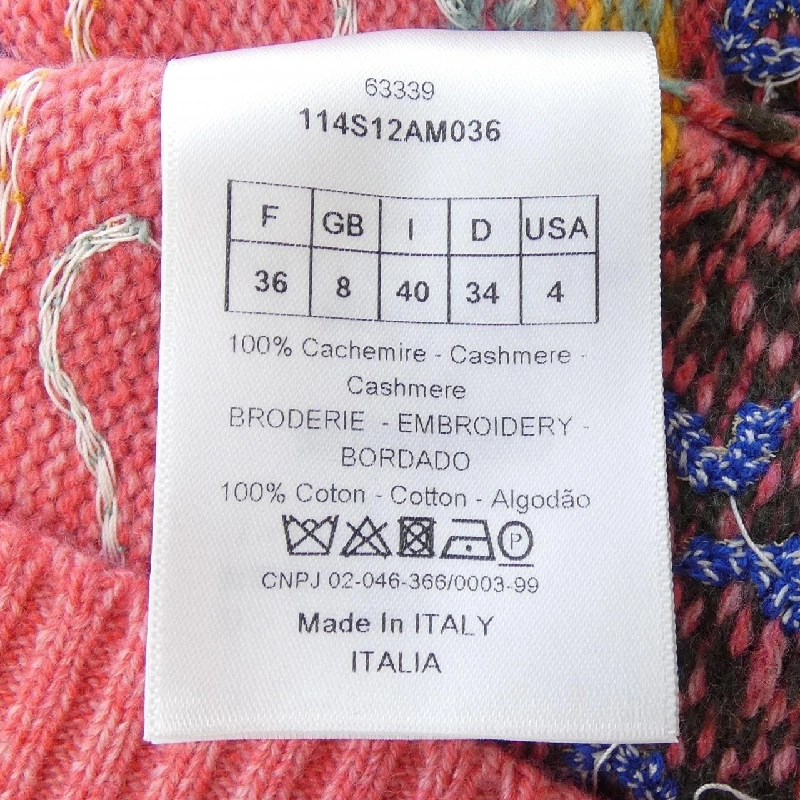 63339
114S12AM036
F GB I D USA
36 8 40 34 4
100% Cachemire - Cashmere -
Cashmere
BRODERIE - EMBROIDERY -
BORDADO
100% Coton - Cotton - Algodão
P
CNPJ 02-046-366/0003-99
Made In ITALY
ITALIA